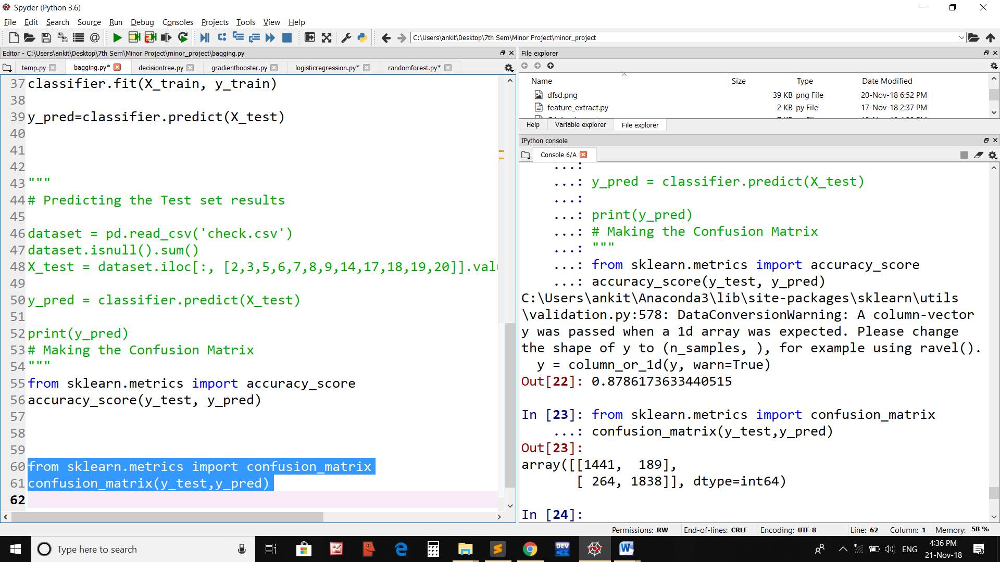 Spyder (Python 3.6)
File Edit Search Source Run Debug Consoles Projects Tools View Help
C:\Users\ankit\Desktop\7th Sem\Minor Project\minor_project
Editor - C:\Users\ankit\Desktop\7th Sem\Minor Project\minor_project\bagging.py
temp.py bagging.py* decisiontree.py gradientbooster.py logisticregression.py* randomforest.py*
37 classifier.fit(X_train, y_train)
38
39 y_pred=classifier.predict(X_test)
40
41
42
43 """
44 # Predicting the Test set results
45
46 dataset = pd.read_csv('check.csv')
47 dataset.isnull().sum()
48 X_test = dataset.iloc[:, [2,3,5,6,7,8,9,14,17,18,19,20]].val
49
50 y_pred = classifier.predict(X_test)
51
52 print(y_pred)
53 # Making the Confusion Matrix
54 """
55 from sklearn.metrics import accuracy_score
56 accuracy_score(y_test, y_pred)
57
58
59
60 from sklearn.metrics import confusion_matrix
61 confusion_matrix(y_test,y_pred)
62
File explorer
Name Size Type Date Modified
dfsd.png 39 KB png File 20-Nov-18 6:52 PM
feature_extract.py 2 KB py File 17-Nov-18 2:37 PM
Help Variable explorer File explorer
IPython console
Console 6/A
...:
...: y_pred = classifier.predict(X_test)
...:
...: print(y_pred)
...: # Making the Confusion Matrix
...: """
...: from sklearn.metrics import accuracy_score
...: accuracy_score(y_test, y_pred)
C:\Users\ankit\Anaconda3\lib\site-packages\sklearn\utils
\validation.py:578: DataConversionWarning: A column-vector
y was passed when a 1d array was expected. Please change
the shape of y to (n_samples, ), for example using ravel().
y = column_or_1d(y, warn=True)
Out[22]: 0.8786173633440515
In [23]: from sklearn.metrics import confusion_matrix
...: confusion_matrix(y_test,y_pred)
Out[23]:
array([[1441, 189],
[ 264, 1838]], dtype=int64)
In [24]:
Permissions: RW End-of-lines: CRLF Encoding: UTF-8 Line: 62 Column: 1 Memory: 58 %
Type here to search
DEV
ENG
4:36 PM
21-Nov-18